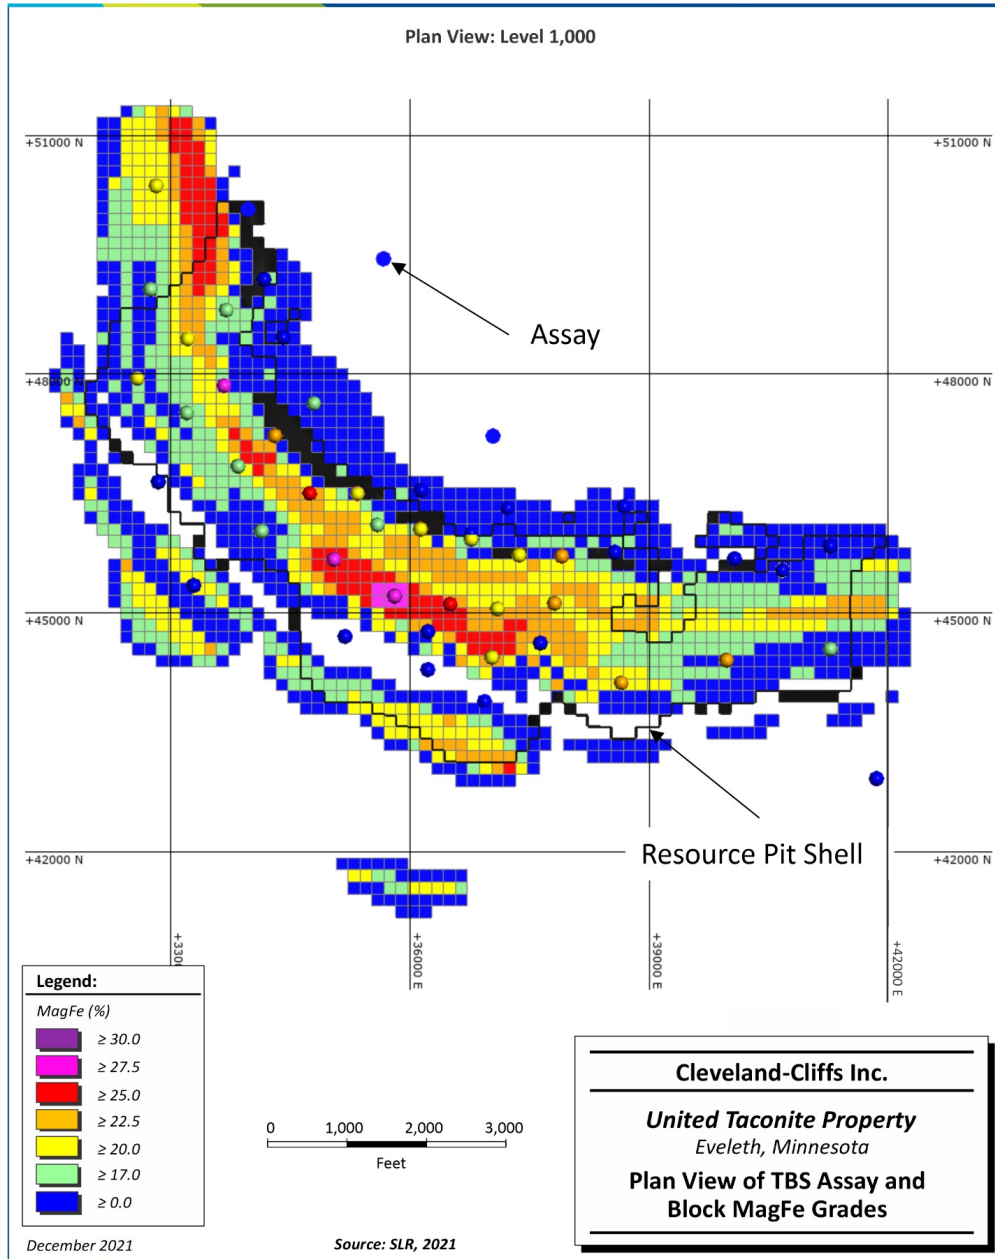 Plan View: Level 1,000
+51000 N
+51000 N
Assay
+48000 N
+48000 N
+45000 N
+45000 N
Resource Pit Shell
+42000 N
+42000 N
+3300
+36000 E
+39000 E
+42000 E
Legend:
MagFe (%)
≥ 30.0
≥ 27.5
≥ 25.0
≥ 22.5
≥ 20.0
≥ 17.0
≥ 0.0
0 1,000 2,000 3,000
Feet
Cleveland-Cliffs Inc.
United Taconite Property
Eveleth, Minnesota
Plan View of TBS Assay and
Block MagFe Grades
December 2021
Source: SLR, 2021